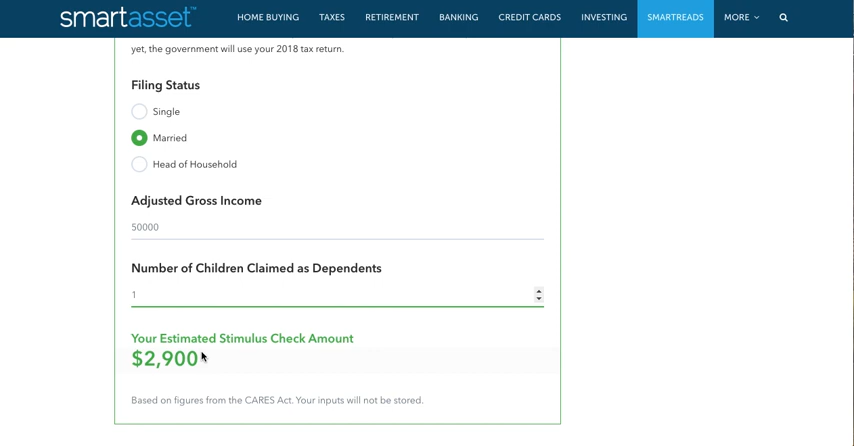 smartasset™ HOME BUYING TAXES RETIREMENT BANKING CREDIT CARDS INVESTING SMARTREADS MORE
yet, the government will use your 2018 tax return.
Filing Status
Single
Married
Head of Household
Adjusted Gross Income
50000
Number of Children Claimed as Dependents
1
Your Estimated Stimulus Check Amount
$2,900
Based on figures from the CARES Act. Your inputs will not be stored.